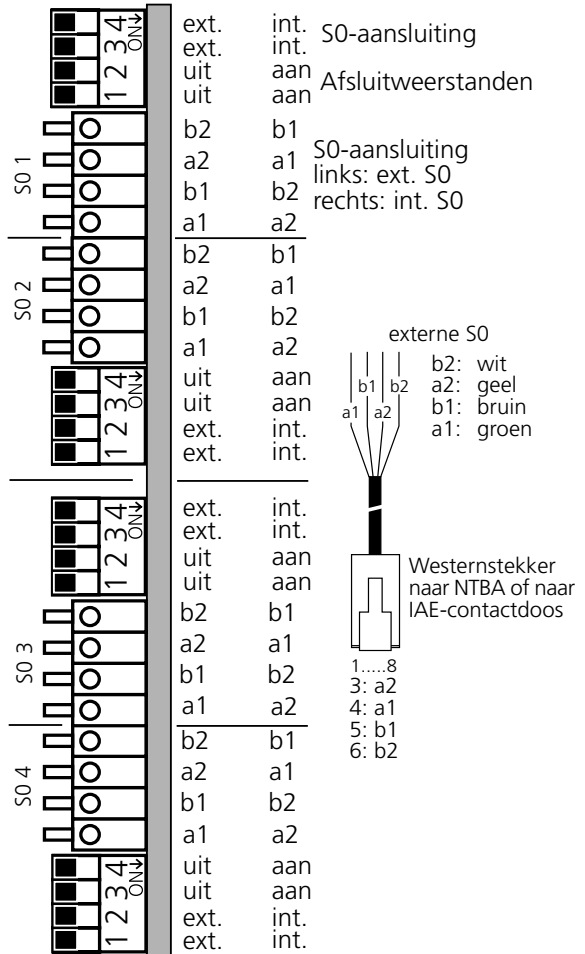 4 ext. int.
3 ext. int.
2 uit aan
1 uit aan
ON
S0-aansluiting
Afsluitweerstanden
S0 1
b2 b1
a2 a1
b1 b2
a1 a2
S0-aansluiting
links: ext. S0
rechts: int. S0
S0 2
b2 b1
a2 a1
b1 b2
a1 a2
4 uit aan
3 uit aan
2 ext. int.
1 ext. int.
ON
externe S0
a1 b1 a2 b2
b2: wit
a2: geel
b1: bruin
a1: groen
4 ext. int.
3 ext. int.
2 uit aan
1 uit aan
ON
Westernstekker
naar NTBA of naar
IAE-contactdoos
1.....8
3: a2
4: a1
5: b1
6: b2
S0 3
b2 b1
a2 a1
b1 b2
a1 a2
S0 4
b2 b1
a2 a1
b1 b2
a1 a2
4 uit aan
3 uit aan
2 ext. int.
1 ext. int.
ON